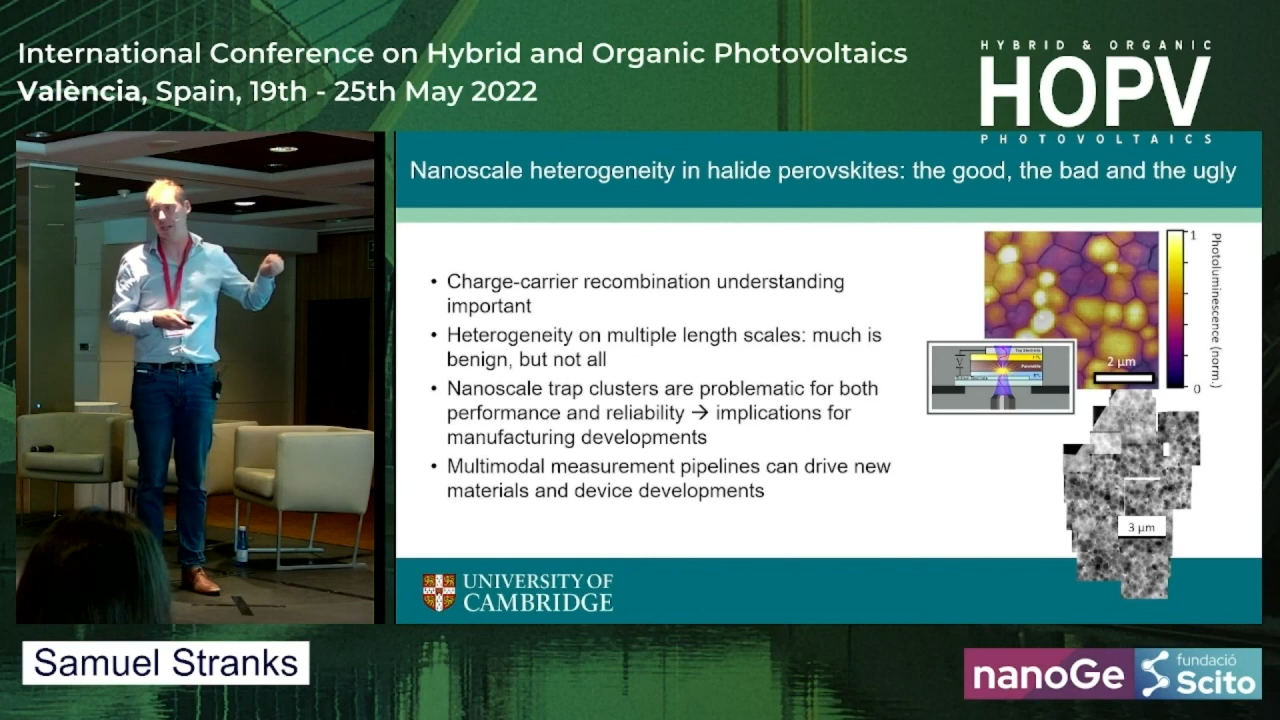 International Conference on Hybrid and Organic Photovoltaics
València, Spain, 19th - 25th May 2022
HYBRID & ORGANIC
HOPV
PHOTOVOLTAICS
Nanoscale heterogeneity in halide perovskites: the good, the bad and the ugly
• Charge-carrier recombination understanding
important
• Heterogeneity on multiple length scales: much is
benign, but not all
• Nanoscale trap clusters are problematic for both
performance and reliability → implications for
manufacturing developments
• Multimodal measurement pipelines can drive new
materials and device developments
1
Photoluminescence (norm.)
0
2 µm
3 µm
UNIVERSITY OF
CAMBRIDGE
Samuel Stranks
nanoGe
fundació
Scito